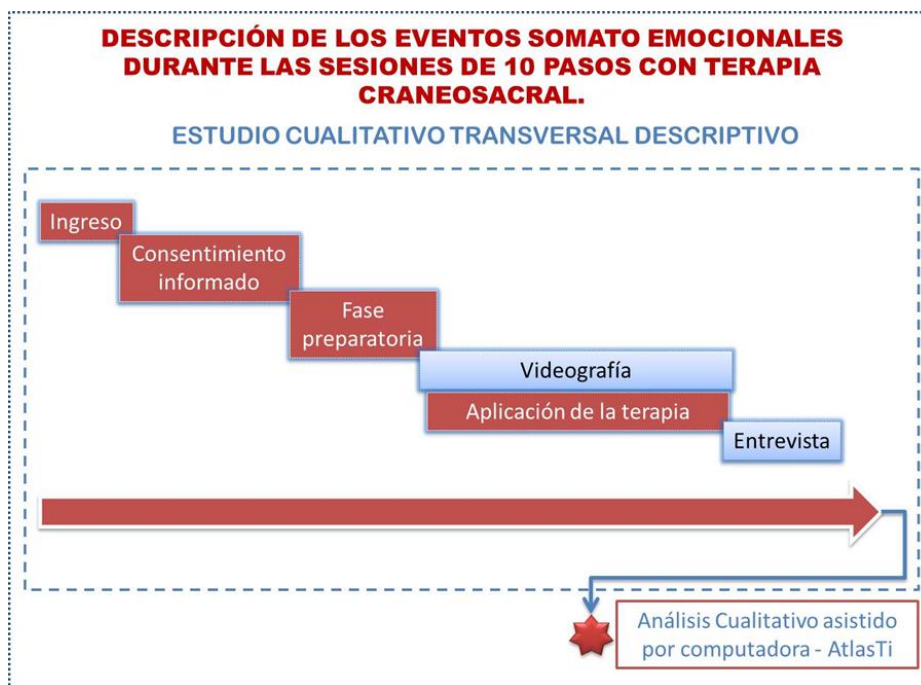 DESCRIPCIÓN DE LOS EVENTOS SOMATO EMOCIONALES
DURANTE LAS SESIONES DE 10 PASOS CON TERAPIA
CRANEOSACRAL.
ESTUDIO CUALITATIVO TRANSVERSAL DESCRIPTIVO
Ingreso
Consentimiento
informado
Fase
preparatoria
Videografía
Aplicación de la terapia
Entrevista
Análisis Cualitativo asistido
por computadora - AtlasTi